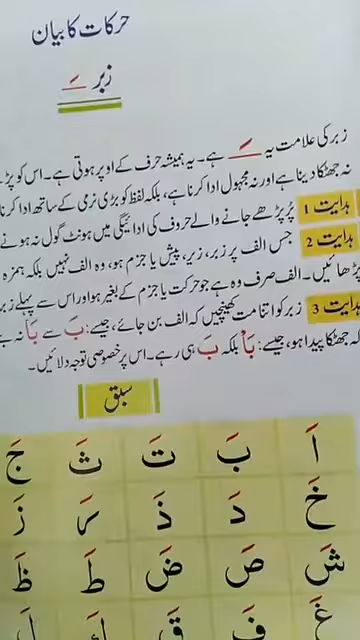 حرکات کا بیان
زبر ــَـ
زبر کی علامت یہ ــَـ ہے۔ یہ ہمیشہ حرف کے اوپر ہوتی ہے۔ اس کو
نہ جھٹکا دینا ہے اور نہ مجہول ادا کرنا ہے، بلکہ لفظ کو بڑی نرمی کے ساتھ ادا کرنا
ہدایت 1 پُر پڑھے جانے والے حروف کی ادائیگی میں ہونٹ گول نہ ہونے
ہدایت 2 جس الف پر زبر، زیر، پیش یا جزم ہو، وہ الف نہیں بلکہ ہمزہ
پڑھائیں۔ الف صرف وہ ہے جو حرکت یا جزم کے بغیر ہو اور اس سے پہلے زبر
ہدایت 3 زبر کو اتنا مت کھینچیں کہ الف بن جائے، جیسے: بَ سے بَا نہ
کہ جھٹکا پیدا ہو، جیسے: بَأْ بلکہ بَ ہی رہے۔ اس پر خصوصی توجہ دلائیں۔
سبق
اَ بَ تَ ثَ جَ
خَ دَ ذَ رَ زَ
شَ صَ ضَ طَ ظَ
غَ فَ قَ كَ لَ